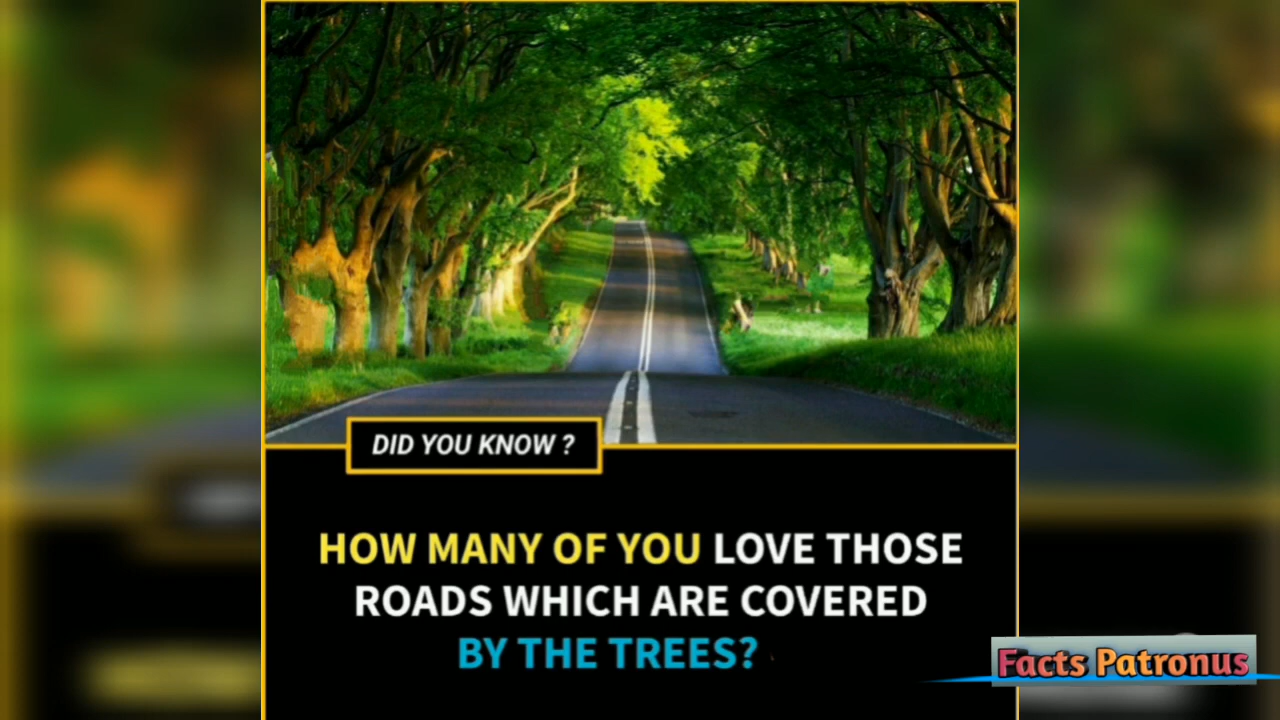 DID YOU KNOW ?
HOW MANY OF YOU LOVE THOSE
ROADS WHICH ARE COVERED
BY THE TREES?
Facts Patronus